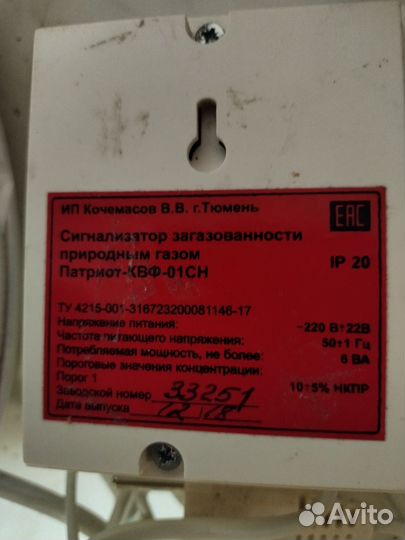 ИП Кочемасов В.В. г.Тюмень
EAC
Сигнализатор загазованности
природным газом
Патриот-КВФ-01СН
IP 20
ТУ 4215-001-316723200081146-17
Напряжение питания: ~220 В±22В
Частота питающего напряжения: 50±1 Гц
Потребляемая мощность, не более: 6 ВА
Пороговые значения концентрации:
Порог 1 10±5% НКПР
Заводской номер 33251
Дата выпуска 12 18
Avito